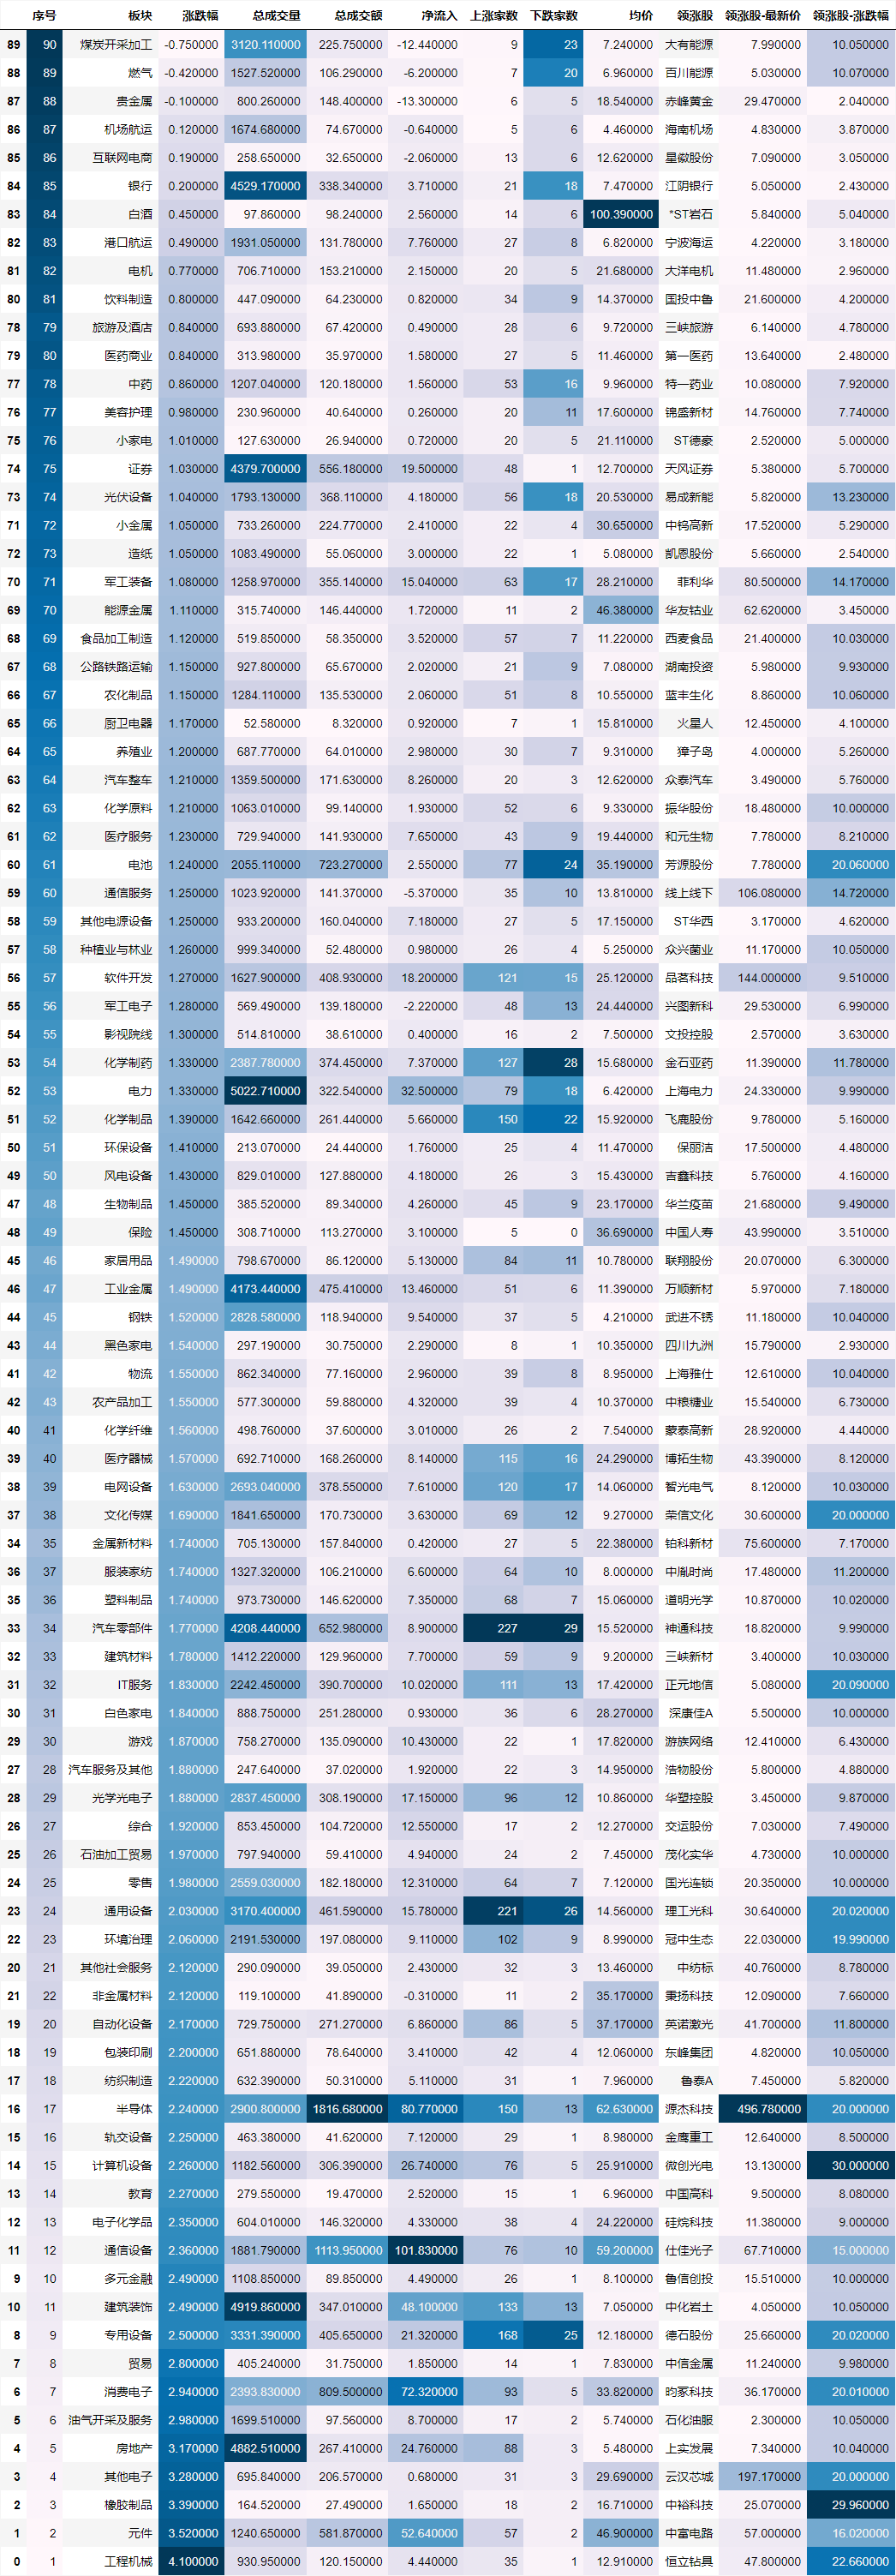 序号 板块 涨跌幅 总成交量 总成交额 净流入 上涨家数 下跌家数 均价 领涨股 领涨股-最新价 领涨股-涨跌幅
89 90 煤炭开采加工 -0.750000 3120.110000 225.750000 -12.440000 9 23 7.240000 大有能源 7.990000 10.050000
88 89 燃气 -0.420000 1527.520000 106.290000 -6.200000 7 20 6.960000 百川能源 5.030000 10.070000
87 88 贵金属 -0.100000 800.260000 148.400000 -13.300000 6 5 18.540000 赤峰黄金 29.470000 2.040000
86 87 机场航运 0.120000 1674.680000 74.670000 -0.640000 5 6 4.460000 海南机场 4.830000 3.870000
85 86 互联网电商 0.190000 258.650000 32.650000 -2.060000 13 6 12.620000 星徽股份 7.090000 3.050000
84 85 银行 0.200000 4529.170000 338.340000 3.710000 21 18 7.470000 江阴银行 5.050000 2.430000
83 84 白酒 0.450000 97.860000 98.240000 2.560000 14 6 100.390000 *ST岩石 5.840000 5.040000
82 83 港口航运 0.490000 1931.050000 131.780000 7.760000 27 8 6.820000 宁波海运 4.220000 3.180000
81 82 电机 0.770000 706.710000 153.210000 2.150000 20 5 21.680000 大洋电机 11.480000 2.960000
80 81 饮料制造 0.800000 447.090000 64.230000 0.820000 34 9 14.370000 国投中鲁 21.600000 4.200000
78 79 旅游及酒店 0.840000 693.880000 67.420000 0.490000 28 6 9.720000 三峡旅游 6.140000 4.780000
79 80 医药商业 0.840000 313.980000 35.970000 1.580000 27 5 11.460000 第一医药 13.640000 2.480000
77 78 中药 0.860000 1207.040000 120.180000 1.560000 53 16 9.960000 特一药业 10.080000 7.920000
76 77 美容护理 0.980000 230.960000 40.640000 0.260000 20 11 17.600000 锦盛新材 14.760000 7.740000
75 76 小家电 1.010000 127.630000 26.940000 0.720000 20 5 21.110000 ST德豪 2.520000 5.000000
74 75 证券 1.030000 4379.700000 556.180000 19.500000 48 1 12.700000 天风证券 5.380000 5.700000
73 74 光伏设备 1.040000 1793.130000 368.110000 4.180000 56 18 20.530000 易成新能 5.820000 13.230000
71 72 小金属 1.050000 733.260000 224.770000 2.410000 22 4 30.650000 中钨高新 17.520000 5.290000
72 73 造纸 1.050000 1083.490000 55.060000 3.000000 22 1 5.080000 凯恩股份 5.660000 2.540000
70 71 军工装备 1.080000 1258.970000 355.140000 15.040000 63 17 28.210000 菲利华 80.500000 14.170000
69 70 能源金属 1.110000 315.740000 146.440000 1.720000 11 2 46.380000 华友钴业 62.620000 3.450000
68 69 食品加工制造 1.120000 519.850000 58.350000 3.520000 57 7 11.220000 西麦食品 21.400000 10.030000
67 68 公路铁路运输 1.150000 927.800000 65.670000 2.020000 21 9 7.080000 湖南投资 5.980000 9.930000
66 67 农化制品 1.150000 1284.110000 135.530000 2.060000 51 8 10.550000 蓝丰生化 8.860000 10.060000
65 66 厨卫电器 1.170000 52.580000 8.320000 0.920000 7 1 15.810000 火星人 12.450000 4.100000
64 65 养殖业 1.200000 687.770000 64.010000 2.980000 30 7 9.310000 獐子岛 4.000000 5.260000
63 64 汽车整车 1.210000 1359.500000 171.630000 8.260000 20 3 12.620000 众泰汽车 3.490000 5.760000
62 63 化学原料 1.210000 1063.010000 99.140000 1.930000 52 6 9.330000 振华股份 18.480000 10.000000
61 62 医疗服务 1.230000 729.940000 141.930000 7.650000 43 9 19.440000 和元生物 7.780000 8.210000
60 61 电池 1.240000 2055.110000 723.270000 2.550000 77 24 35.190000 芳源股份 7.780000 20.060000
59 60 通信服务 1.250000 1023.920000 141.370000 -5.370000 35 10 13.810000 线上线下 106.080000 14.720000
58 59 其他电源设备 1.250000 933.200000 160.040000 7.180000 27 5 17.150000 ST华西 3.170000 4.620000
57 58 种植业与林业 1.260000 999.340000 52.480000 0.980000 26 4 5.250000 众兴菌业 11.170000 10.050000
56 57 软件开发 1.270000 1627.900000 408.930000 18.200000 121 15 25.120000 品茗科技 144.000000 9.510000
55 56 军工电子 1.280000 569.490000 139.180000 -2.220000 48 13 24.440000 兴图新科 29.530000 6.990000
54 55 影视院线 1.300000 514.810000 38.610000 0.400000 16 2 7.500000 文投控股 2.570000 3.630000
53 54 化学制药 1.330000 2387.780000 374.450000 7.370000 127 28 15.680000 金石亚药 11.390000 11.780000
52 53 电力 1.330000 5022.710000 322.540000 32.500000 79 18 6.420000 上海电力 24.330000 9.990000
51 52 化学制品 1.390000 1642.660000 261.440000 5.660000 150 22 15.920000 飞鹿股份 9.780000 5.160000
50 51 环保设备 1.410000 213.070000 24.440000 1.760000 25 4 11.470000 保丽洁 17.500000 4.480000
49 50 风电设备 1.430000 829.010000 127.880000 4.180000 26 3 15.430000 吉鑫科技 5.760000 4.160000
47 48 生物制品 1.450000 385.520000 89.340000 4.260000 45 9 23.170000 华兰疫苗 21.680000 9.490000
48 49 保险 1.450000 308.710000 113.270000 3.100000 5 0 36.690000 中国人寿 43.990000 3.510000
45 46 家居用品 1.490000 798.670000 86.120000 5.130000 84 11 10.780000 联翔股份 20.070000 6.300000
46 47 工业金属 1.490000 4173.440000 475.410000 13.460000 51 6 11.390000 万顺新材 5.970000 7.180000
44 45 钢铁 1.520000 2828.580000 118.940000 9.540000 37 5 4.210000 武进不锈 11.180000 10.040000
43 44 黑色家电 1.540000 297.190000 30.750000 2.290000 8 1 10.350000 四川九洲 15.790000 2.930000
41 42 物流 1.550000 862.340000 77.160000 2.960000 39 8 8.950000 上海雅仕 12.610000 10.040000
42 43 农产品加工 1.550000 577.300000 59.880000 4.320000 39 4 10.370000 中粮糖业 15.540000 6.730000
40 41 化学纤维 1.560000 498.760000 37.600000 3.010000 26 2 7.540000 蒙泰高新 28.920000 4.440000
39 40 医疗器械 1.570000 692.710000 168.260000 8.140000 115 16 24.290000 博拓生物 43.390000 8.120000
38 39 电网设备 1.630000 2693.040000 378.550000 7.610000 120 17 14.060000 智光电气 8.120000 10.030000
37 38 文化传媒 1.690000 1841.650000 170.730000 3.630000 69 12 9.270000 荣信文化 30.600000 20.000000
34 35 金属新材料 1.740000 705.130000 157.840000 0.420000 27 5 22.380000 铂科新材 75.600000 7.170000
36 37 服装家纺 1.740000 1327.320000 106.210000 6.600000 64 10 8.000000 中胤时尚 17.480000 11.200000
35 36 塑料制品 1.740000 973.730000 146.620000 7.350000 68 7 15.060000 道明光学 10.870000 10.020000
33 34 汽车零部件 1.770000 4208.440000 652.980000 8.900000 227 29 15.520000 神通科技 18.820000 9.990000
32 33 建筑材料 1.780000 1412.220000 129.960000 7.700000 59 9 9.200000 三峡新材 3.400000 10.030000
31 32 IT服务 1.830000 2242.450000 390.700000 10.020000 111 13 17.420000 正元地信 5.080000 20.090000
30 31 白色家电 1.840000 888.750000 251.280000 0.930000 36 6 28.270000 深康佳A 5.500000 10.000000
29 30 游戏 1.870000 758.270000 135.090000 10.430000 22 1 17.820000 游族网络 12.410000 6.430000
27 28 汽车服务及其他 1.880000 247.640000 37.020000 1.920000 22 3 14.950000 浩物股份 5.800000 4.880000
28 29 光学光电子 1.880000 2837.450000 308.190000 17.150000 96 12 10.860000 华塑控股 3.450000 9.870000
26 27 综合 1.920000 853.450000 104.720000 12.550000 17 2 12.270000 交运股份 7.030000 7.490000
25 26 石油加工贸易 1.970000 797.940000 59.410000 4.940000 24 2 7.450000 茂化实华 4.730000 10.000000
24 25 零售 1.980000 2559.030000 182.180000 12.310000 64 7 7.120000 国光连锁 20.350000 10.000000
23 24 通用设备 2.030000 3170.400000 461.590000 15.780000 221 26 14.560000 理工光科 30.640000 20.020000
22 23 环境治理 2.060000 2191.530000 197.080000 9.110000 102 9 8.990000 冠中生态 22.030000 19.990000
20 21 其他社会服务 2.120000 290.090000 39.050000 2.430000 32 3 13.460000 中纺标 40.760000 8.780000
21 22 非金属材料 2.120000 119.100000 41.890000 -0.310000 11 2 35.170000 秉扬科技 12.090000 7.660000
19 20 自动化设备 2.170000 729.750000 271.270000 6.860000 86 5 37.170000 英诺激光 41.700000 11.800000
18 19 包装印刷 2.200000 651.880000 78.640000 3.410000 42 4 12.060000 东峰集团 4.820000 10.050000
17 18 纺织制造 2.220000 632.390000 50.310000 5.110000 31 1 7.960000 鲁泰A 7.450000 5.820000
16 17 半导体 2.240000 2900.800000 1816.680000 80.770000 150 13 62.630000 源杰科技 496.780000 20.000000
15 16 轨交设备 2.250000 463.380000 41.620000 7.120000 29 1 8.980000 金鹰重工 12.640000 8.500000
14 15 计算机设备 2.260000 1182.560000 306.390000 26.740000 76 5 25.910000 微创光电 13.130000 30.000000
13 14 教育 2.270000 279.550000 19.470000 2.520000 15 1 6.960000 中国高科 9.500000 8.080000
12 13 电子化学品 2.350000 604.010000 146.320000 4.330000 38 4 24.220000 硅烷科技 11.380000 9.000000
11 12 通信设备 2.360000 1881.790000 1113.950000 101.830000 76 10 59.200000 仕佳光子 67.710000 15.000000
9 10 多元金融 2.490000 1108.850000 89.850000 4.490000 26 1 8.100000 鲁信创投 15.510000 10.000000
10 11 建筑装饰 2.490000 4919.860000 347.010000 48.100000 133 13 7.050000 中化岩土 4.050000 10.050000
8 9 专用设备 2.500000 3331.390000 405.650000 21.320000 168 25 12.180000 德石股份 25.660000 20.020000
7 8 贸易 2.800000 405.240000 31.750000 1.850000 14 1 7.830000 中信金属 11.240000 9.980000
6 7 消费电子 2.940000 2393.830000 809.500000 72.320000 93 5 33.820000 昀冢科技 36.170000 20.010000
5 6 油气开采及服务 2.980000 1699.510000 97.560000 8.700000 17 2 5.740000 石化油服 2.300000 10.050000
4 5 房地产 3.170000 4882.510000 267.410000 24.760000 88 3 5.480000 上实发展 7.340000 10.040000
3 4 其他电子 3.280000 695.840000 206.570000 0.680000 31 3 29.690000 云汉芯城 197.170000 20.000000
2 3 橡胶制品 3.390000 164.520000 27.490000 1.650000 18 2 16.710000 中裕科技 25.070000 29.960000
1 2 元件 3.520000 1240.650000 581.870000 52.640000 57 2 46.900000 中富电路 57.000000 16.020000
0 1 工程机械 4.100000 930.950000 120.150000 4.440000 35 1 12.910000 恒立钻具 47.800000 22.660000